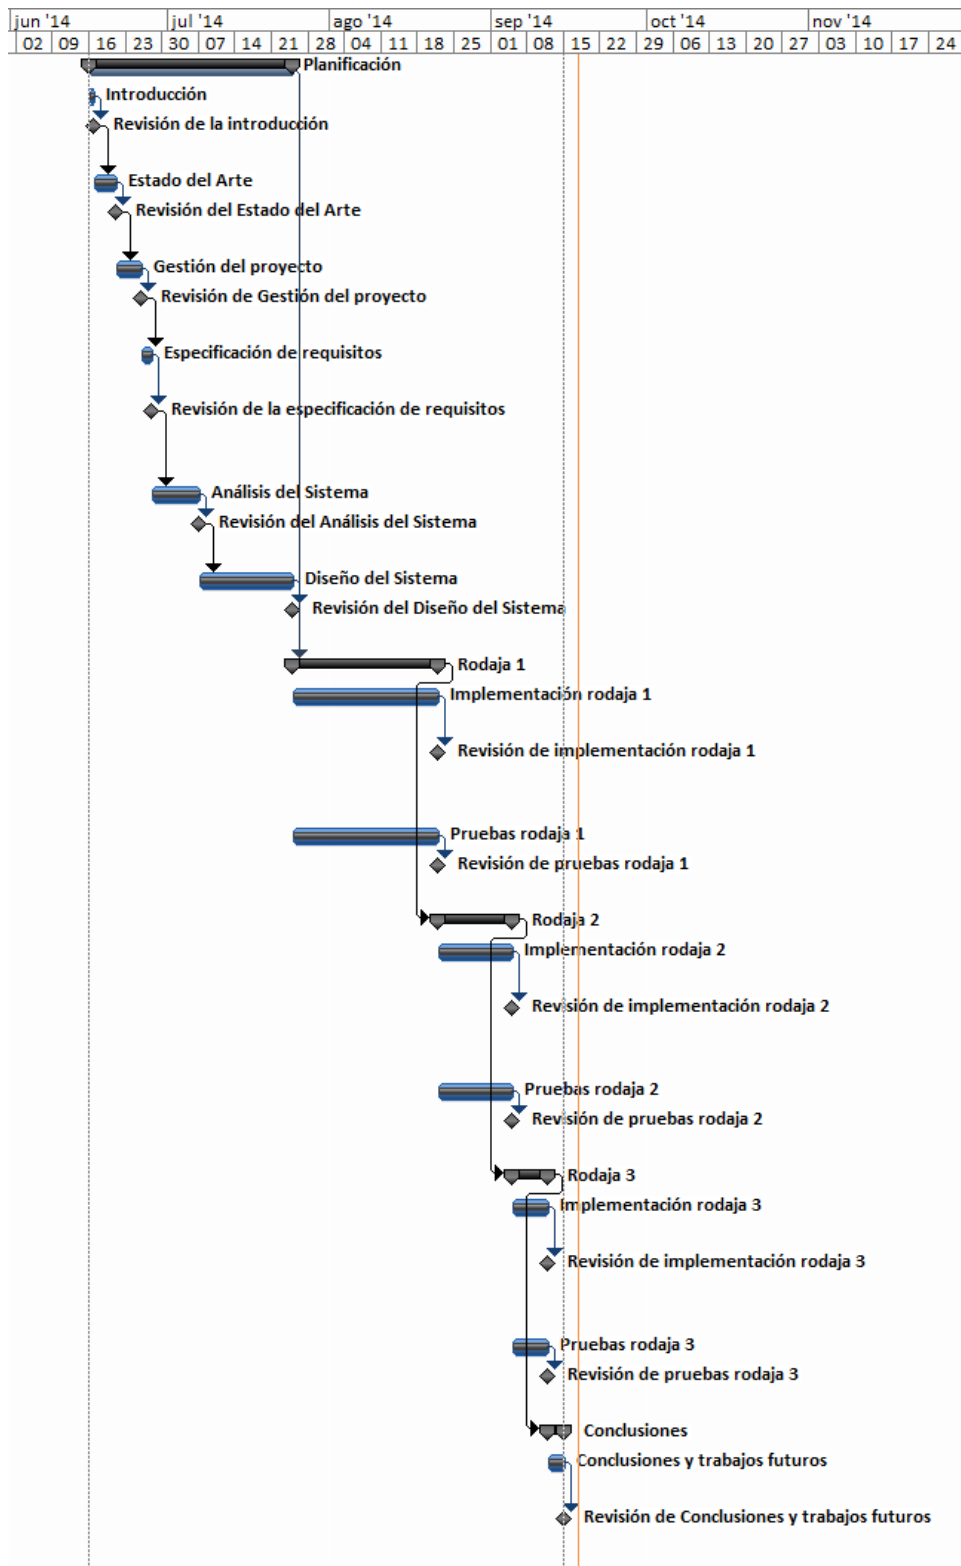 jun '14 jul '14 ago '14 sep '14 oct '14 nov '14
02 09 16 23 30 07 14 21 28 04 11 18 25 01 08 15 22 29 06 13 20 27 03 10 17 24
Planificación
Introducción
Revisión de la introducción
Estado del Arte
Revisión del Estado del Arte
Gestión del proyecto
Revisión de Gestión del proyecto
Especificación de requisitos
Revisión de la especificación de requisitos
Análisis del Sistema
Revisión del Análisis del Sistema
Diseño del Sistema
Revisión del Diseño del Sistema
Rodaja 1
Implementación rodaja 1
Revisión de implementación rodaja 1
Pruebas rodaja 1
Revisión de pruebas rodaja 1
Rodaja 2
Implementación rodaja 2
Revisión de implementación rodaja 2
Pruebas rodaja 2
Revisión de pruebas rodaja 2
Rodaja 3
Implementación rodaja 3
Revisión de implementación rodaja 3
Pruebas rodaja 3
Revisión de pruebas rodaja 3
Conclusiones
Conclusiones y trabajos futuros
Revisión de Conclusiones y trabajos futuros